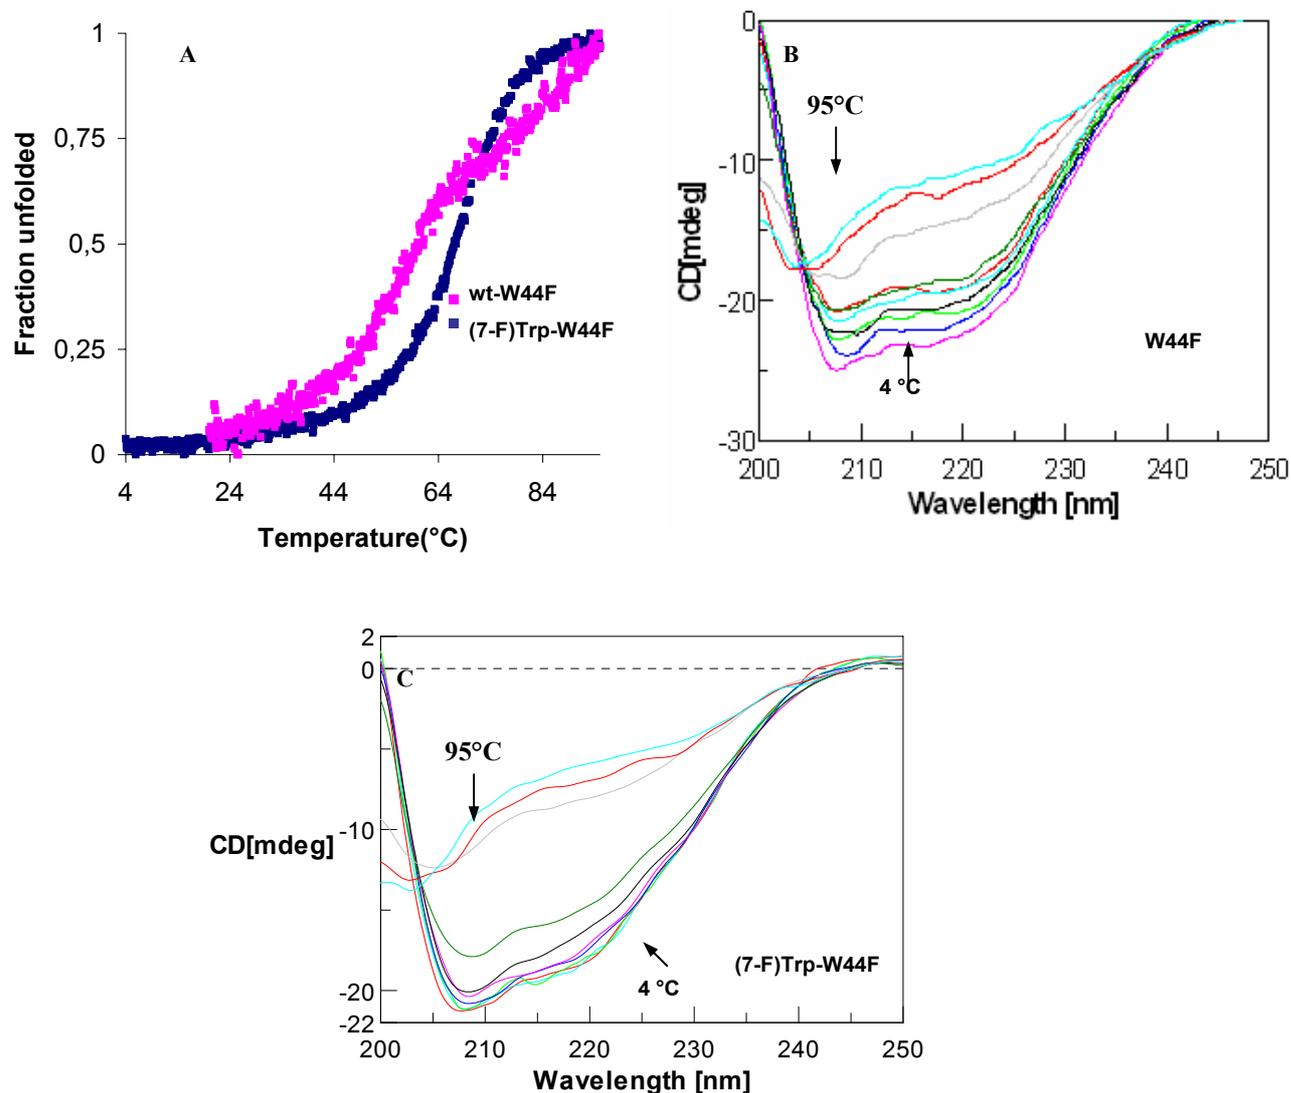 A
1
0,75
0,5
0,25
0
Fraction unfolded
wt-W44F
(7-F)Trp-W44F
4 24 44 64 84
Temperature(°C)
B
0
-10
-20
-30
CD[mdeg]
95°C
4 °C
W44F
200 210 220 230 240 250
Wavelength [nm]
C
2
0
-10
-20
-22
CD[mdeg]
95°C
4 °C
(7-F)Trp-W44F
200 210 220 230 240 250
Wavelength [nm]